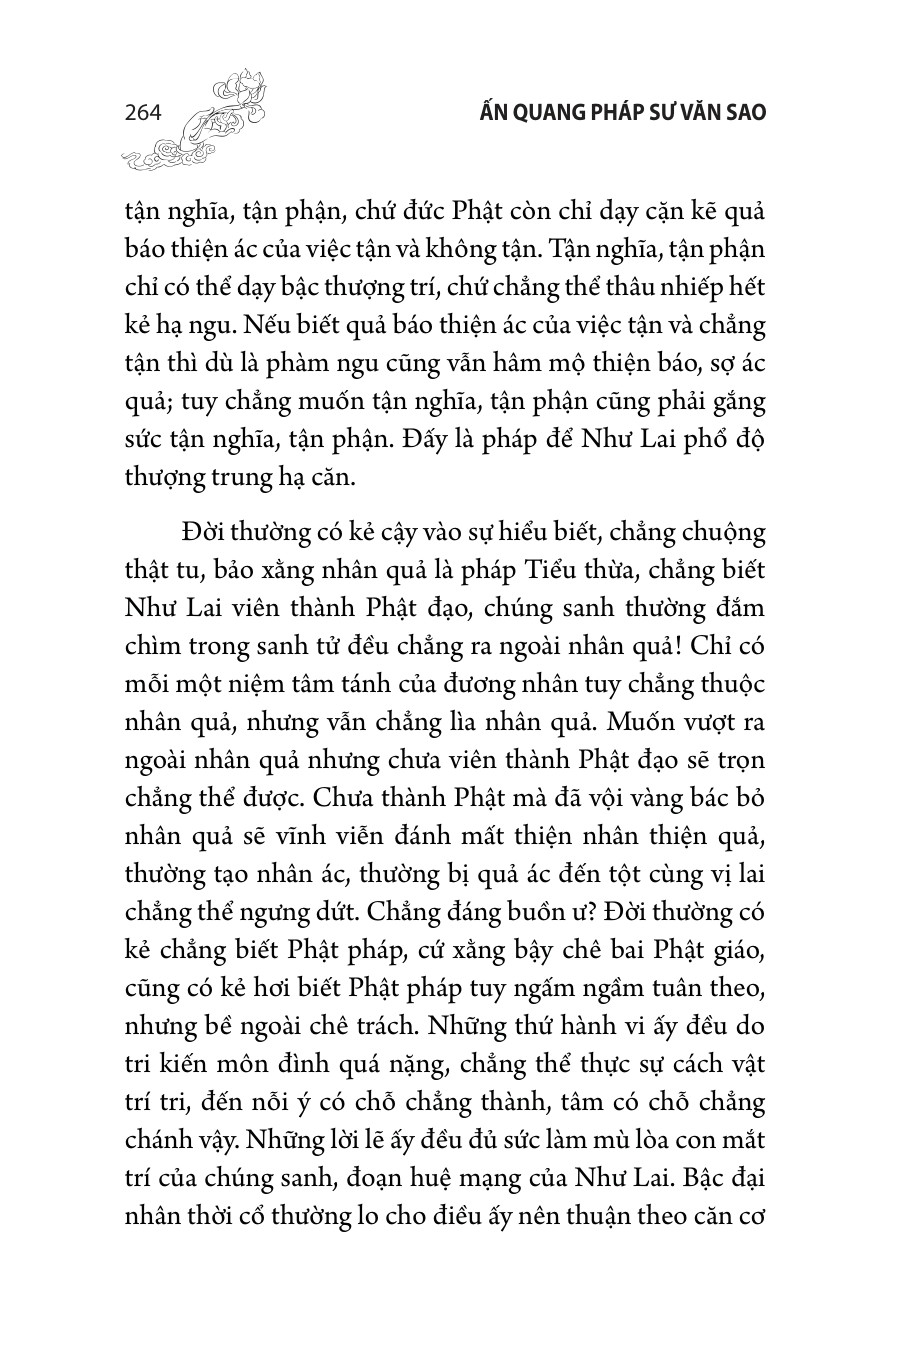 264
ẤN QUANG PHÁP SƯ VĂN SAO
tận nghĩa, tận phận, chứ đức Phật còn chỉ dạy cặn kẽ quả
báo thiện ác của việc tận và không tận. Tận nghĩa, tận phận
chỉ có thể dạy bậc thượng trí, chứ chẳng thể thâu nhiếp hết
kẻ hạ ngu. Nếu biết quả báo thiện ác của việc tận và chẳng
tận thì dù là phàm ngu cũng vẫn hâm mộ thiện báo, sợ ác
quả; tuy chẳng muốn tận nghĩa, tận phận cũng phải gắng
sức tận nghĩa, tận phận. Đấy là pháp để Như Lai phổ độ
thượng trung hạ căn.
Đời thường có kẻ cậy vào sự hiểu biết, chẳng chuộng
thật tu, bảo xằng nhân quả là pháp Tiểu thừa, chẳng biết
Như Lai viên thành Phật đạo, chúng sanh thường đắm
chìm trong sanh tử đều chẳng ra ngoài nhân quả! Chỉ có
mỗi một niệm tâm tánh của đương nhân tuy chẳng thuộc
nhân quả, nhưng vẫn chẳng lìa nhân quả. Muốn vượt ra
ngoài nhân quả nhưng chưa viên thành Phật đạo sẽ trọn
chẳng thể được. Chưa thành Phật mà đã vội vàng bác bỏ
nhân quả sẽ vĩnh viễn đánh mất thiện nhân thiện quả,
thường tạo nhân ác, thường bị quả ác đến tột cùng vị lai
chẳng thể ngưng dứt. Chẳng đáng buồn ư? Đời thường có
kẻ chẳng biết Phật pháp, cứ xằng bậy chê bai Phật giáo,
cũng có kẻ hơi biết Phật pháp tuy ngấm ngầm tuân theo,
nhưng bề ngoài chê trách. Những thứ hành vi ấy đều do
tri kiến môn đình quá nặng, chẳng thể thực sự cách vật
trí tri, đến nỗi ý có chỗ chẳng thành, tâm có chỗ chẳng
chánh vậy. Những lời lẽ ấy đều đủ sức làm mù lòa con mắt
trí của chúng sanh, đoạn huệ mạng của Như Lai. Bậc đại
nhân thời cổ thường lo cho điều ấy nên thuận theo căn cơ